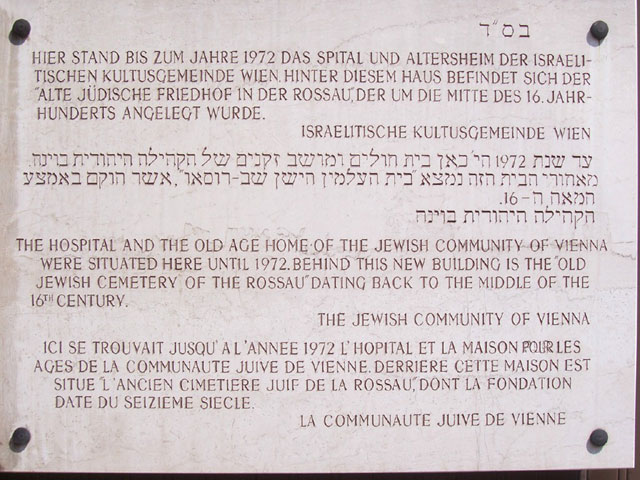 בס״ד
HIER STAND BIS ZUM JAHRE 1972 DAS SPITAL UND ALTERSHEIM DER ISRAELI-
TISCHEN KULTUSGEMEINDE WIEN. HINTER DIESEM HAUS BEFINDET SICH DER
"ALTE JÜDISCHE FRIEDHOF IN DER ROSSAU", DER UM DIE MITTE DES 16. JAHR-
HUNDERTS ANGELEGT WURDE.
ISRAELITISCHE KULTUSGEMEINDE WIEN
עד שנת 1972 הי׳ כאן בית חולים ומושב זקנים של הקהילה היהודית בוינה.
מאחורי הבית הזה נמצא "בית העלמין הישן שב-רוסאו", אשר הוקם באמצע
המאה ה-16.
הקהילה היהודית בוינה
THE HOSPITAL AND THE OLD AGE HOME OF THE JEWISH COMMUNITY OF VIENNA
WERE SITUATED HERE UNTIL 1972. BEHIND THIS NEW BUILDING IS THE "OLD
JEWISH CEMETERY OF THE ROSSAU" DATING BACK TO THE MIDDLE OF THE
16TH CENTURY.
THE JEWISH COMMUNITY OF VIENNA
ICI SE TROUVAIT JUSQU'A L'ANNEE 1972 L'HOPITAL ET LA MAISON POUR LES
AGES DE LA COMMUNAUTE JUIVE DE VIENNE. DERRIERE CETTE MAISON EST
SITUE "L'ANCIEN CIMETIERE JUIF DE LA ROSSAU", DONT LA FONDATION
DATE DU SEIZIEME SIECLE.
LA COMMUNAUTE JUIVE DE VIENNE